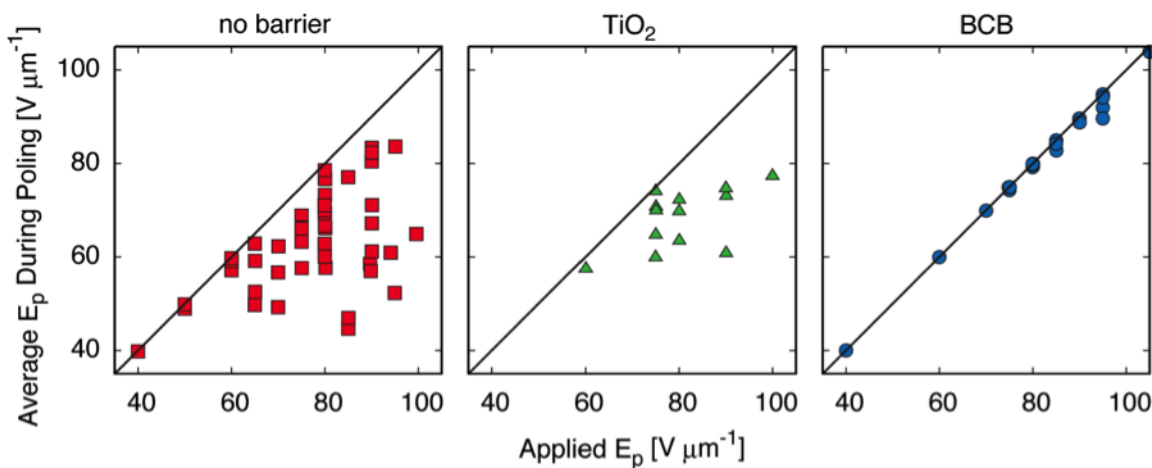 no barrier
TiO₂
BCB
Average Eₚ During Poling [V μm⁻¹]
100
80
60
40
40 60 80 100
40 60 80 100
40 60 80 100
Applied Eₚ [V μm⁻¹]